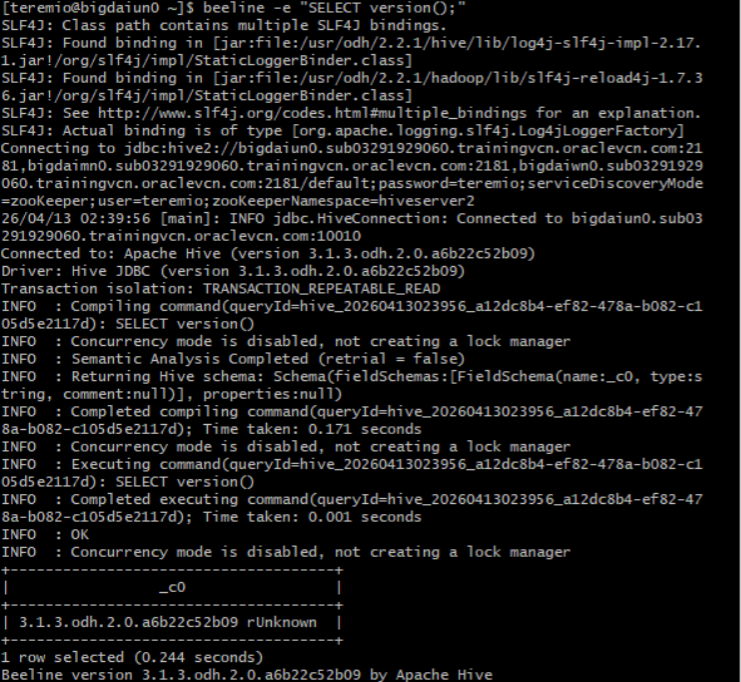 [teremio@bigdaiun0 ~]$ beeline -e "SELECT version();"
SLF4J: Class path contains multiple SLF4J bindings.
SLF4J: Found binding in [jar:file:/usr/odh/2.2.1/hive/lib/log4j-slf4j-impl-2.17.
1.jar!/org/slf4j/impl/StaticLoggerBinder.class]
SLF4J: Found binding in [jar:file:/usr/odh/2.2.1/hadoop/lib/slf4j-reload4j-1.7.3
6.jar!/org/slf4j/impl/StaticLoggerBinder.class]
SLF4J: See http://www.slf4j.org/codes.html#multiple_bindings for an explanation.
SLF4J: Actual binding is of type [org.apache.logging.slf4j.Log4jLoggerFactory]
Connecting to jdbc:hive2://bigdaiun0.sub03291929060.trainingvcn.oraclevcn.com:21
81,bigdaimn0.sub03291929060.trainingvcn.oraclevcn.com:2181,bigdaiwn0.sub03291929
060.trainingvcn.oraclevcn.com:2181/default;password=teremio;serviceDiscoveryMode
=zooKeeper;user=teremio;zooKeeperNamespace=hiveserver2
26/04/13 02:39:56 [main]: INFO jdbc.HiveConnection: Connected to bigdaiun0.sub03
291929060.trainingvcn.oraclevcn.com:10010
Connected to: Apache Hive (version 3.1.3.odh.2.0.a6b22c52b09)
Driver: Hive JDBC (version 3.1.3.odh.2.0.a6b22c52b09)
Transaction isolation: TRANSACTION_REPEATABLE_READ
INFO  : Compiling command(queryId=hive_20260413023956_a12dc8b4-ef82-478a-b082-c1
05d5e2117d): SELECT version()
INFO  : Concurrency mode is disabled, not creating a lock manager
INFO  : Semantic Analysis Completed (retrial = false)
INFO  : Returning Hive schema: Schema(fieldSchemas:[FieldSchema(name:_c0, type:s
tring, comment:null)], properties:null)
INFO  : Completed compiling command(queryId=hive_20260413023956_a12dc8b4-ef82-47
8a-b082-c105d5e2117d); Time taken: 0.171 seconds
INFO  : Concurrency mode is disabled, not creating a lock manager
INFO  : Executing command(queryId=hive_20260413023956_a12dc8b4-ef82-478a-b082-c1
05d5e2117d): SELECT version()
INFO  : Completed executing command(queryId=hive_20260413023956_a12dc8b4-ef82-47
8a-b082-c105d5e2117d); Time taken: 0.001 seconds
INFO  : OK
INFO  : Concurrency mode is disabled, not creating a lock manager
+------------------------------------+
|                _c0                 |
+------------------------------------+
| 3.1.3.odh.2.0.a6b22c52b09 rUnknown  |
+------------------------------------+
1 row selected (0.244 seconds)
Beeline version 3.1.3.odh.2.0.a6b22c52b09 by Apache Hive